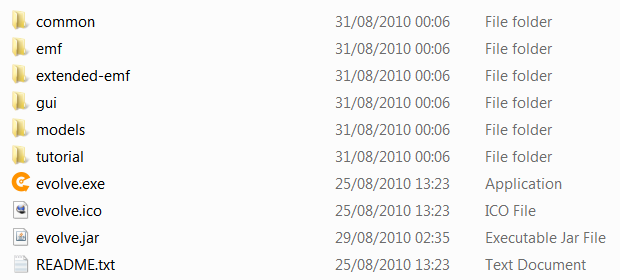 common 31/08/2010 00:06 File folder
emf 31/08/2010 00:06 File folder
extended-emf 31/08/2010 00:06 File folder
gui 31/08/2010 00:06 File folder
models 31/08/2010 00:06 File folder
tutorial 31/08/2010 00:06 File folder
evolve.exe 25/08/2010 13:23 Application
evolve.ico 25/08/2010 13:23 ICO File
evolve.jar 29/08/2010 02:35 Executable Jar File
README.txt 25/08/2010 13:23 Text Document